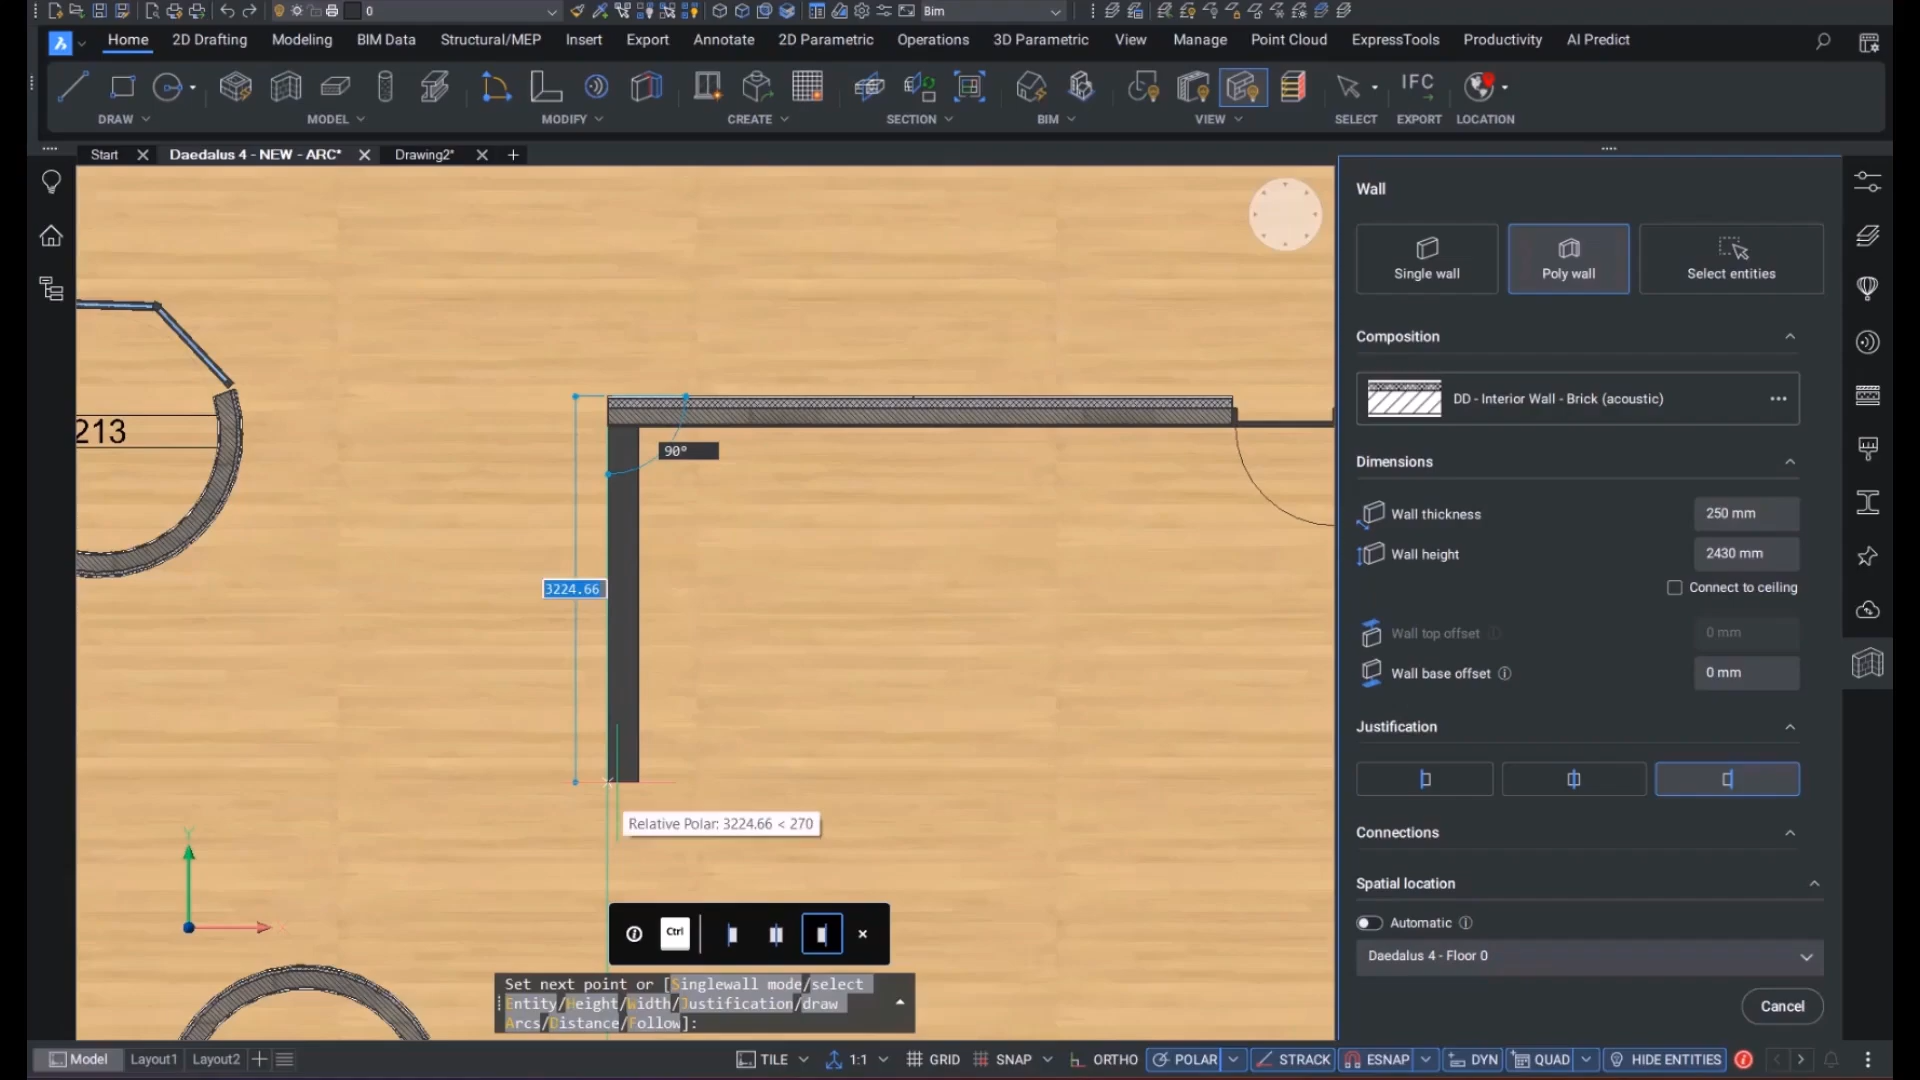 0
Bim
Home
2D Drafting
Modeling
BIM Data
Structural/MEP
Insert
Export
Annotate
2D Parametric
Operations
3D Parametric
View
Manage
Point Cloud
ExpressTools
Productivity
AI Predict
IFC
DRAW
MODEL
MODIFY
CREATE
SECTION
BIM
VIEW
SELECT
EXPORT
LOCATION
Start
Daedalus 4 - NEW - ARC*
Drawing2*
213
90°
3224.66
Relative Polar: 3224.66 < 270
Y
X
Ctrl
Set next point or [Singlewall mode/select
Entity/Height/Width/Justification/draw
Arcs/Distance/Follow]:
Wall
Single wall
Poly wall
Select entities
Composition
DD - Interior Wall - Brick (acoustic)
Dimensions
Wall thickness
250 mm
Wall height
2430 mm
Connect to ceiling
Wall top offset
0 mm
Wall base offset
0 mm
Justification
Connections
Spatial location
Automatic
Daedalus 4 - Floor 0
Cancel
Model
Layout1
Layout2
TILE
1:1
GRID
SNAP
ORTHO
POLAR
STRACK
ESNAP
DYN
QUAD
HIDE ENTITIES